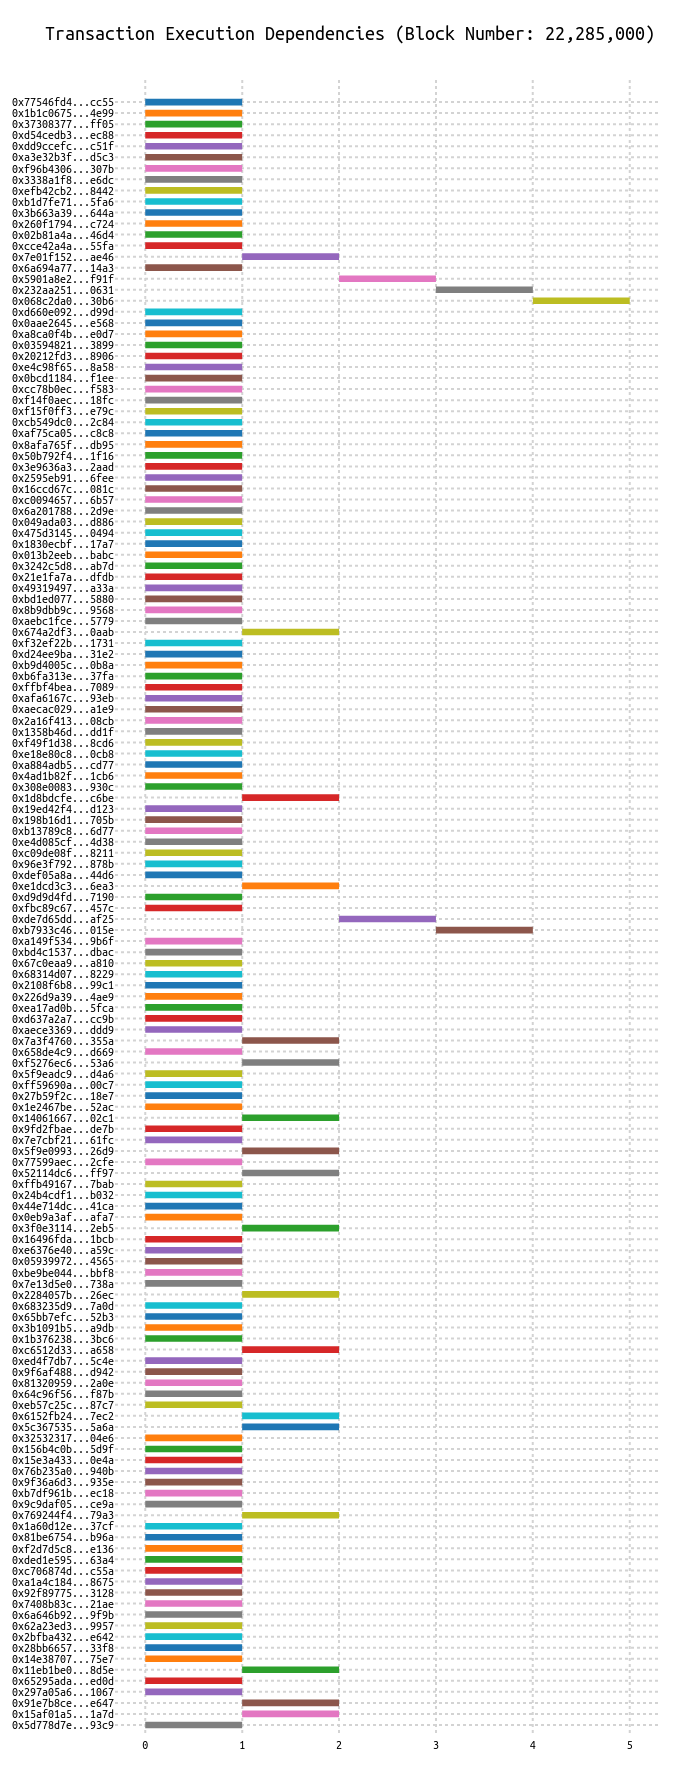 Transaction Execution Dependencies (Block Number: 22,285,000)
0x77546fd4...cc55
0x1b1c0675...4e99
0x37308377...ff05
0xd54cedb3...ec88
0xdd9ccefc...c51f
0xa3e32b3f...d5c3
0xf96b4306...307b
0x3338a1f8...e6dc
0xefb42cb2...8442
0xb1d7fe71...5fa6
0x3b663a39...644a
0x260f1794...c724
0x02b81a4a...46d4
0xcce42a4a...55fa
0x7e01f152...ae46
0x6a694a77...14a3
0x5901a8e2...f91f
0x232aa251...0631
0x068c2da0...30b6
0xd660e092...d99d
0x0aae2645...e568
0xa8ca0f4b...e0d7
0x03594821...3899
0x20212fd3...8906
0xe4c98f65...8a58
0x0bcd1184...f1ee
0xcc78b0ec...f583
0xf14f0aec...18fc
0xf15f0ff3...e79c
0xcb549dc0...2c84
0xaf75ca05...c8c8
0x8afa765f...db95
0x50b792f4...1f16
0x3e9636a3...2aad
0x2595eb91...6fee
0x16ccd67c...081c
0xc0094657...6b57
0x6a201788...2d9e
0x049ada03...d886
0x475d3145...0494
0x1830ecbf...17a7
0x013b2eeb...babc
0x3242c5d8...ab7d
0x21e1fa7a...dfdb
0x49319497...a33a
0xbd1ed077...5880
0x8b9dbb9c...9568
0xaebc1fce...5779
0x674a2df3...0aab
0xf32ef22b...1731
0xd24ee9ba...31e2
0xb9d4005c...0b8a
0xb6fa313e...37fa
0xffbf4bea...7089
0xafa6167c...93eb
0xaecac029...a1e9
0x2a16f413...08cb
0x1358b46d...dd1f
0xf49f1d38...8cd6
0xe18e80c8...0cb8
0xa884adb5...cd77
0x4ad1b82f...1cb6
0x308e0083...930c
0x1d8bdcfe...c6be
0x19ed42f4...d123
0x198b16d1...705b
0xb13789c8...6d77
0xe4d085cf...4d38
0xc09de08f...8211
0x96e3f792...878b
0xdef05a8a...44d6
0xe1dcd3c3...6ea3
0xd9d9d4fd...7190
0xfbc89c67...457c
0xde7d65dd...af25
0xb7933c46...015e
0xa149f534...9b6f
0xbd4c1537...dbac
0x67c0eaa9...a810
0x68314d07...8229
0x2108f6b8...99c1
0x226d9a39...4ae9
0xea17ad0b...5fca
0xd637a2a7...cc9b
0xaece3369...ddd9
0x7a3f4760...355a
0x658de4c9...d669
0xf5276ec6...53a6
0x5f9eadc9...d4a6
0xff59690a...00c7
0x27b59f2c...18e7
0x1e2467be...52ac
0x14061667...02c1
0x9fd2fbae...de7b
0x7e7cbf21...61fc
0x5f9e0993...26d9
0x77599aec...2cfe
0x52114dc6...ff97
0xffb49167...7bab
0x24b4cdf1...b032
0x44e714dc...41ca
0x0eb9a3af...afa7
0x3f0e3114...2eb5
0x16496fda...1bcb
0xe6376e40...a59c
0x05939972...4565
0xbe9be044...bbf8
0x7e13d5e0...738a
0x2284057b...26ec
0x683235d9...7a0d
0x65bb7efc...52b3
0x3b1091b5...a9db
0x1b376238...3bc6
0xc6512d33...a658
0xed4f7db7...5c4e
0x9f6af488...d942
0x81320959...2a0e
0x64c96f56...f87b
0xeb57c25c...87c7
0x6152fb24...7ec2
0x5c367535...5a6a
0x32532317...04e6
0x156b4c0b...5d9f
0x15e3a433...0e4a
0x76b235a0...940b
0x9f36a6d3...935e
0xb7df961b...ec18
0x9c9daf05...ce9a
0x769244f4...79a3
0x1a60d12e...37cf
0x81be6754...b96a
0xf2d7d5c8...e136
0xded1e595...63a4
0xc706874d...c55a
0xa1a4c184...8675
0x92f89775...3128
0x7408b83c...21ae
0x6a646b92...9f9b
0x62a23ed3...9957
0x2bfba432...e642
0x28bb6657...33f8
0x14e38707...75e7
0x11eb1be0...8d5e
0x65295ada...ed0d
0x297a05a6...1067
0x91e7b8ce...e647
0x15af01a5...1a7d
0x5d778d7e...93c9
0 1 2 3 4 5